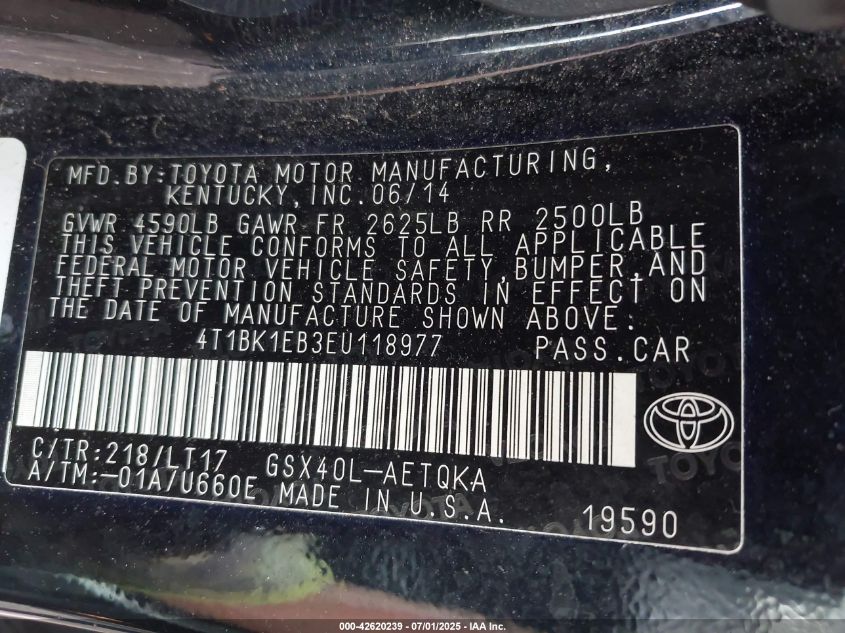 MFD.BY:TOYOTA MOTOR MANUFACTURING,
KENTUCKY,INC.06/14
GVWR 4590LB GAWR FR 2625LB RR 2500LB
THIS VEHICLE CONFORMS TO ALL APPLICABLE
FEDERAL MOTOR VEHICLE SAFETY,BUMPER,AND
THEFT PREVENTION STANDARDS IN EFFECT ON
THE DATE OF MANUFACTURE SHOWN ABOVE.
4T1BK1EB3EU118977 PASS.CAR
C/TR:218/LT17 GSX40L-AETQKA
A/TM:-01A/U660E MADE IN U.S.A. 19590
000-42620239 - 07/01/2025 - IAA Inc.